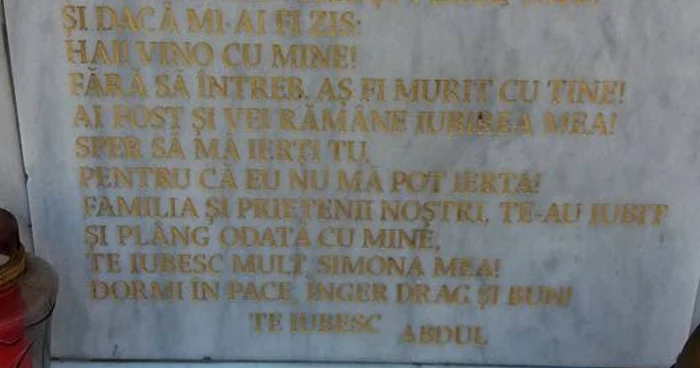 ȘI DACĂ MI-AI FI ZIS:
HAI! VINO CU MINE!
FĂRĂ SĂ ÎNTREB, AȘ FI MURIT CU TINE!
AI FOST ȘI VEI RĂMÂNE IUBIREA MEA!
SPER SĂ MĂ IERȚI TU,
PENTRU CĂ EU NU MĂ POT IERTA!
FAMILIA ȘI PRIETENII NOȘTRI, TE-AU IUBIT
ȘI PLÂNG ODATĂ CU MINE,
TE IUBESC MULT, SIMONA MEA!
DORMI ÎN PACE, ÎNGER DRAG ȘI BUN!
TE IUBESC ABDUL